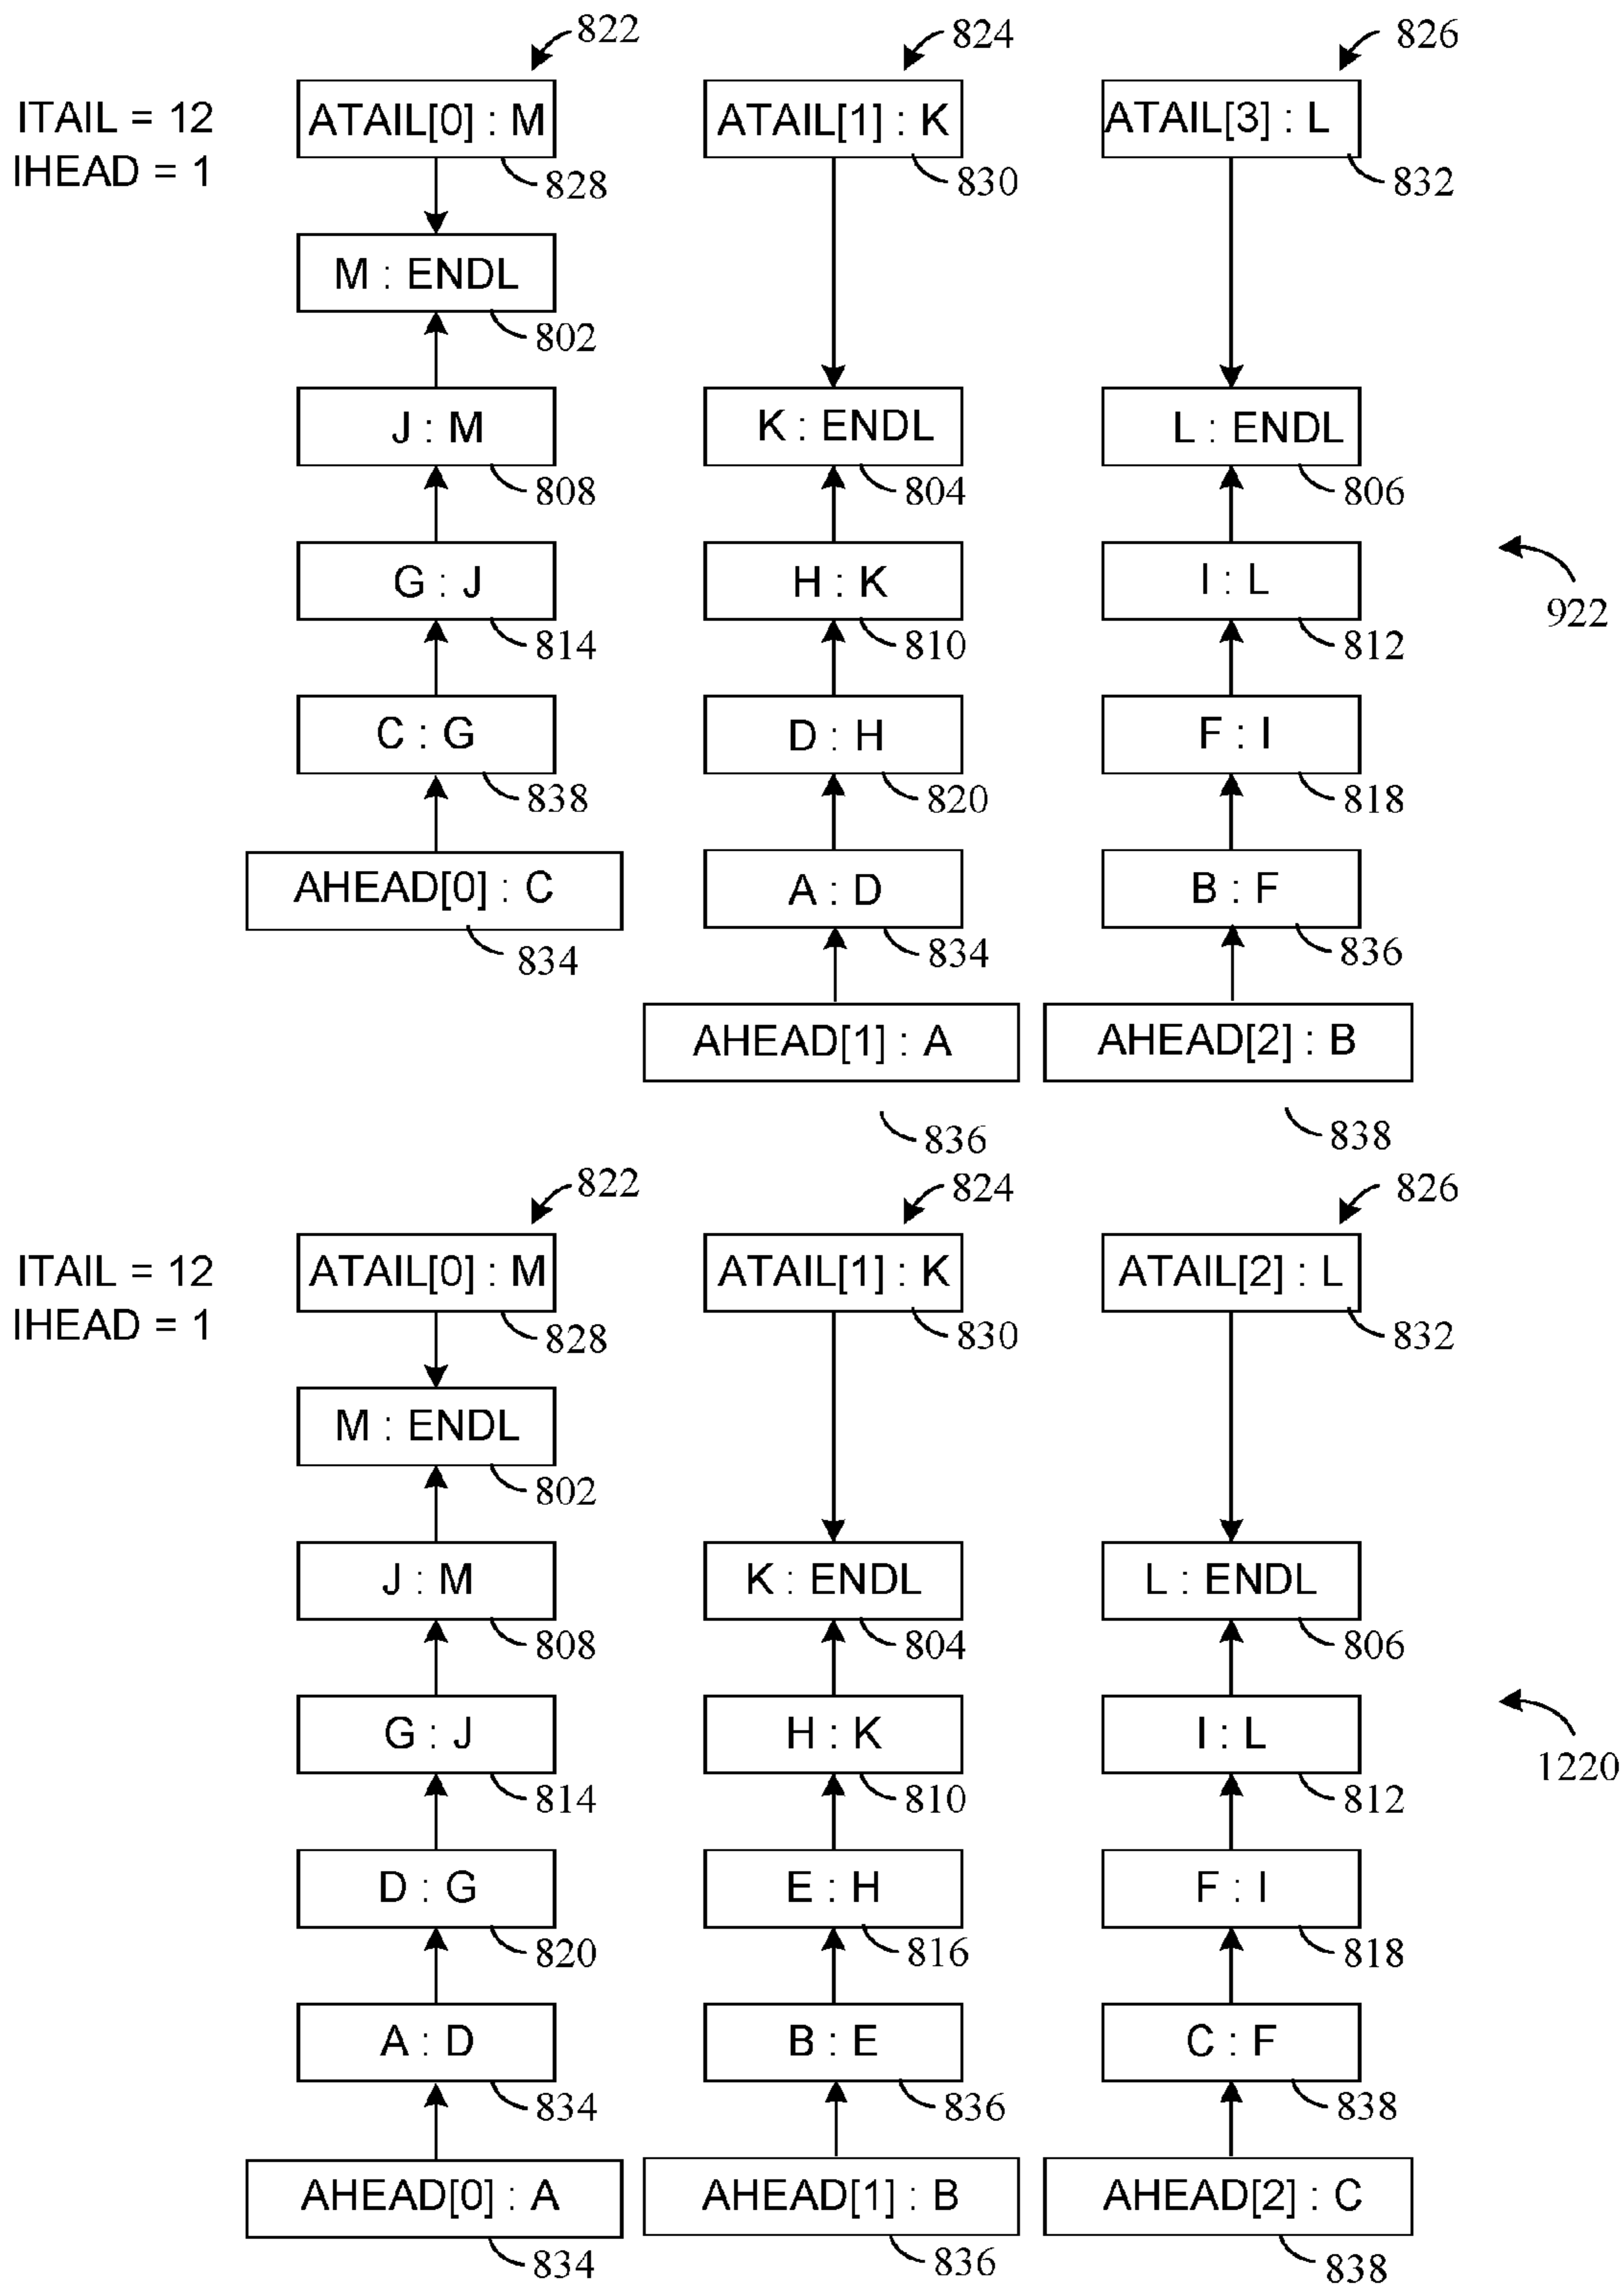 822
824
826
ITAIL = 12
IHEAD = 1
ATAIL[0] : M
ATAIL[1] : K
ATAIL[3] : L
828
830
832
M : ENDL
802
J : M
K : ENDL
L : ENDL
808
804
806
G : J
H : K
I : L
922
814
810
812
C : G
D : H
F : I
838
820
818
AHEAD[0] : C
A : D
B : F
834
834
836
AHEAD[1] : A
AHEAD[2] : B
836
838
822
824
826
ITAIL = 12
IHEAD = 1
ATAIL[0] : M
ATAIL[1] : K
ATAIL[2] : L
828
830
832
M : ENDL
802
J : M
K : ENDL
L : ENDL
808
804
806
G : J
H : K
I : L
1220
814
810
812
D : G
E : H
F : I
820
816
818
A : D
B : E
C : F
834
836
838
AHEAD[0] : A
AHEAD[1] : B
AHEAD[2] : C
834
836
838